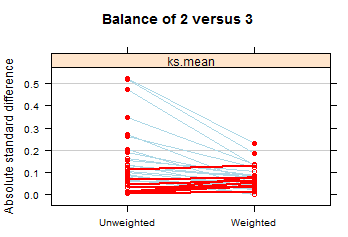 Balance of 2 versus 3
ks.mean
Absolute standard difference
0.5
0.4
0.3
0.2
0.1
0.0
Unweighted Weighted